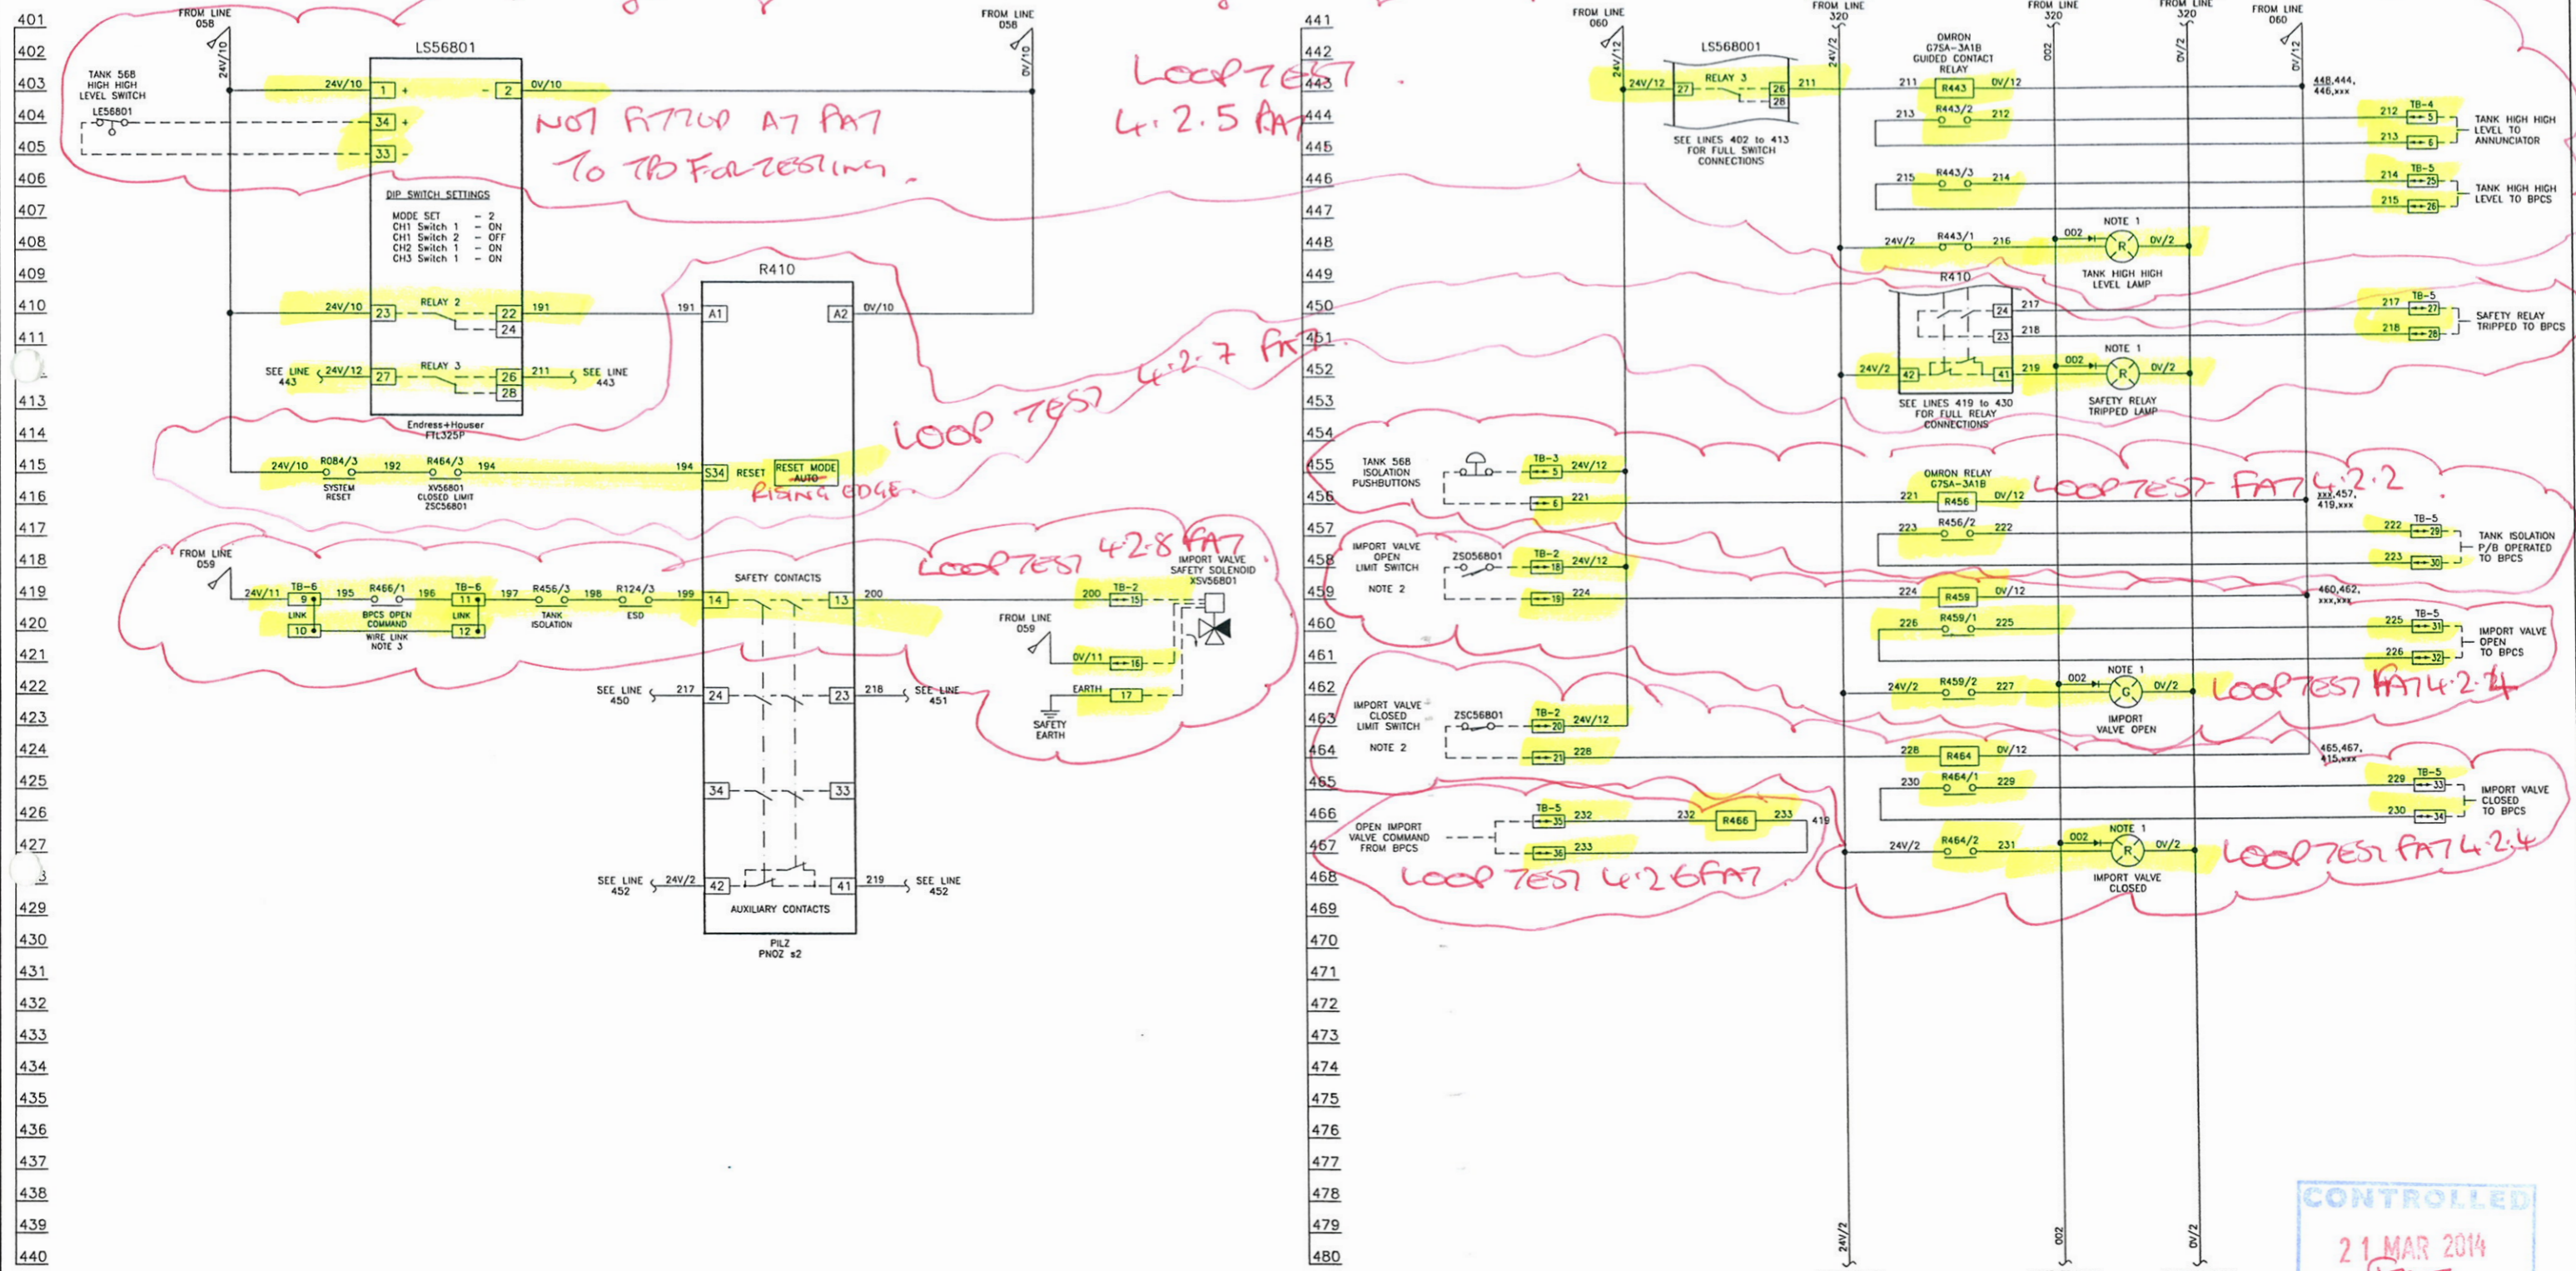 401
402
403
404
405
406
407
408
409
410
411
412
413
414
415
416
417
418
419
420
421
422
423
424
425
426
427
429
430
431
432
433
434
435
436
437
438
439
440
FROM LINE
058
24V/10
FROM LINE
058
0V/10
LS56801
TANK 568
HIGH HIGH
LEVEL SWITCH
LE56801
24V/10 1 + - 2 0V/10
34 +
33 -
NOT FITTED AT FAT
TO TPS FOR TESTING.
DIP SWITCH SETTINGS
MODE SET - 2
CH1 Switch 1 - ON
CH1 Switch 2 - OFF
CH2 Switch 1 - ON
CH3 Switch 1 - ON
24V/10 23 RELAY 2 22 191
24
SEE LINE
443
24V/12 27 RELAY 3 26 211
28
SEE LINE
443
Endress+Houser
FTL325P
R410
191 A1 A2 0V/10
LOOP TEST 4.2.7 FAT
24V/10 R084/3 192 R464/3 194 194 S34 RESET
RESET MODE
AUTO
RISING EDGE.
SYSTEM
RESET
XV56801
CLOSED LIMIT
ZSC56801
LOOP TEST 4.2.8 FAT
FROM LINE
059
24V/11 TB-6 9 195 R466/1 196 TB-6 11 197 R456/3 198 R124/3 199 14
LINK
10
BPCS OPEN
COMMAND
WIRE LINK
NOTE 3
LINK
12
TANK
ISOLATION
ESD
SAFETY CONTACTS
13 200 200 TB-2 15
IMPORT VALVE
SAFETY SOLENOID
XSV56801
FROM LINE
059
0V/11 16
EARTH 17
SAFETY
EARTH
SEE LINE
450
217 24 23 218
SEE LINE
451
34 33
SEE LINE
452
24V/2 42 41 219
SEE LINE
452
AUXILIARY CONTACTS
PILZ
PNOZ s2
LOOP TEST
4.2.5 FAT
441
442
443
444
445
446
447
448
449
450
451
452
453
454
455
456
457
458
459
460
461
462
463
464
465
466
467
468
469
470
471
472
473
474
475
476
477
478
479
480
FROM LINE
060
24V/12
FROM LINE
320
24V/2
FROM LINE
320
002
FROM LINE
320
0V/2
FROM LINE
060
0V/12
LS568001
24V/12 27 RELAY 3 26 211
28
SEE LINES 402 to 413
FOR FULL SWITCH
CONNECTIONS
OMRON
G7SA-3A1B
GUIDED CONTACT
RELAY
211 R443 0V/12
448,444,
446,xxx
213 R443/2 212
212 TB-4 5
213 6
TANK HIGH HIGH
LEVEL TO
ANNUNCIATOR
215 R443/3 214
214 TB-5 25
215 26
TANK HIGH HIGH
LEVEL TO BPCS
24V/2 R443/1 216
NOTE 1
002 R 0V/2
TANK HIGH HIGH
LEVEL LAMP
R410
24 217
23 218
217 TB-5 27
218 28
SAFETY RELAY
TRIPPED TO BPCS
24V/2 42 41 219
NOTE 1
002 R 0V/2
SAFETY RELAY
TRIPPED LAMP
SEE LINES 419 to 430
FOR FULL RELAY
CONNECTIONS
TANK 568
ISOLATION
PUSHBUTTONS
TB-3
5 24V/12
6 221
OMRON RELAY
G7SA-3A1B
221 R456 0V/12
LOOP TEST FAT 4.2.2
xxx,457,
419,xxx
223 R456/2 222
222 TB-5 29
223 30
TANK ISOLATION
P/B OPERATED
TO BPCS
IMPORT VALVE
OPEN
LIMIT SWITCH
NOTE 2
ZSO56801
TB-2
18 24V/12
19 224
224 R459 0V/12
460,462,
xxx,xxx
226 R459/1 225
225 TB-5 31
226 32
IMPORT VALVE
OPEN
TO BPCS
24V/2 R459/2 227
NOTE 1
002 G 0V/2
IMPORT
VALVE OPEN
LOOP TEST FAT 4.2.4
IMPORT VALVE
CLOSED
LIMIT SWITCH
NOTE 2
ZSC56801
TB-2
20 24V/12
21 228
228 R464 0V/12
465,467,
415,xxx
230 R464/1 229
229 TB-5 33
230 34
IMPORT VALVE
CLOSED
TO BPCS
OPEN IMPORT
VALVE COMMAND
FROM BPCS
TB-5
35 232
36 233
232 R466 233 419
LOOP TEST 4.2.6 FAT
24V/2 R464/2 231
NOTE 1
002 R 0V/2
IMPORT VALVE
CLOSED
LOOP TEST FAT 4.2.4
24V/2
002
0V/2
CONTROLLED
21 MAR 2014